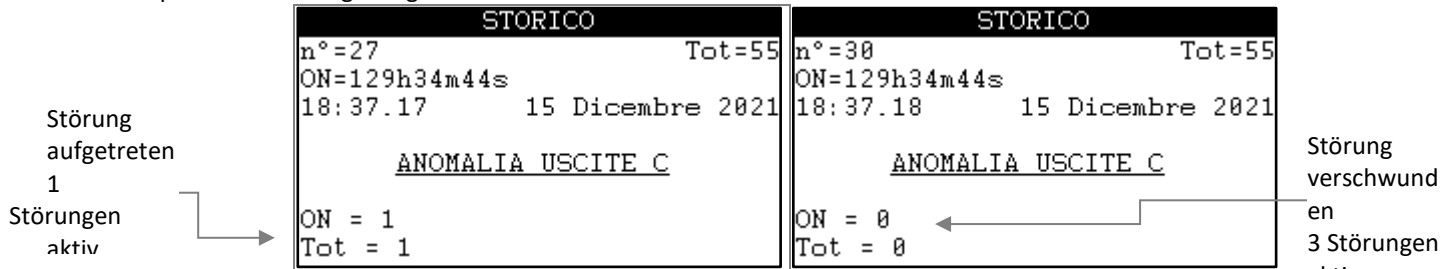 STORICO
n°=27 Tot=55
ON=129h34m44s
18:37.17 15 Dicembre 2021
ANOMALIA USCITE C
ON = 1
Tot = 1
STORICO
n°=30 Tot=55
ON=129h34m44s
18:37.18 15 Dicembre 2021
ANOMALIA USCITE C
ON = 0
Tot = 0
Störung
aufgetreten
1
Störungen
aktiv
Störung
verschwund
en
3 Störungen